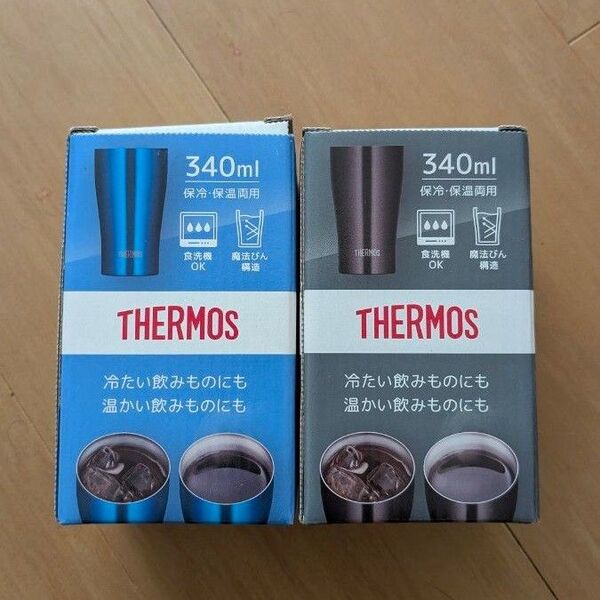 340ml
保冷・保温両用
THERMOS
食洗機
OK
魔法びん
構造
THERMOS
冷たい飲みものにも
温かい飲みものにも
340ml
保冷・保温両用
THERMOS
食洗機
OK
魔法びん
構造
THERMOS
冷たい飲みものにも
温かい飲みものにも